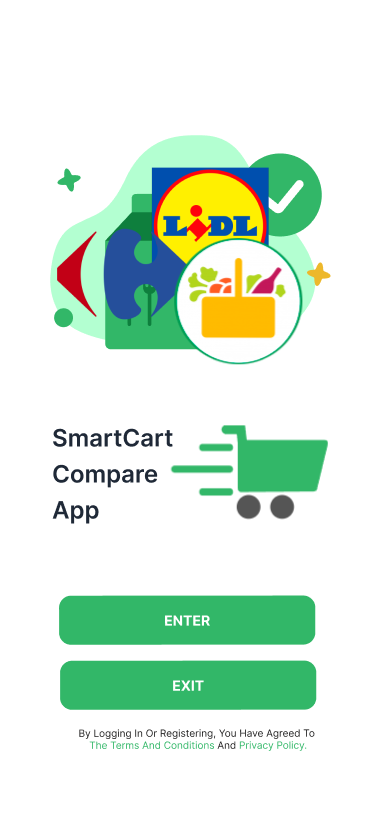 LIDL
SmartCart
Compare
App
ENTER
EXIT
By Logging In Or Registering, You Have Agreed To
The Terms And Conditions And Privacy Policy.